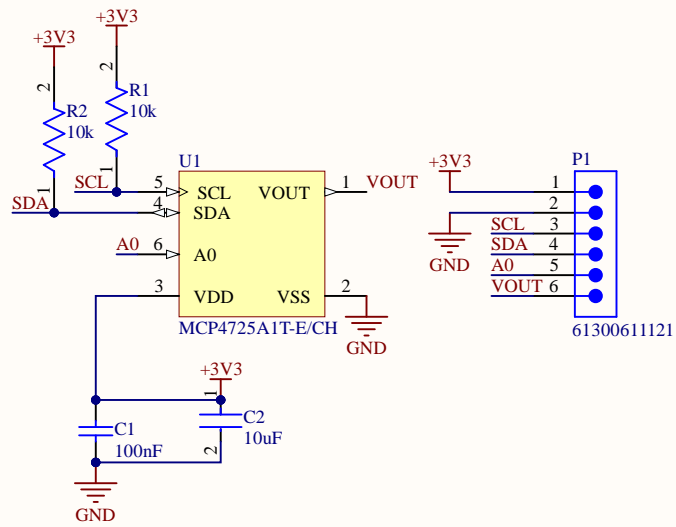 +3V3
+3V3
2
2
R2
10k
R1
10k
1
1
SCL
SDA
A0
U1
5
SCL
4
SDA
6
A0
3
VDD
VOUT
1
VOUT
VSS
2
GND
MCP4725A1T-E/CH
+3V3
1
C1
100nF
C2
10uF
2
GND
P1
+3V3
1
2
GND
SCL
3
SDA
4
A0
5
VOUT
6
61300611121